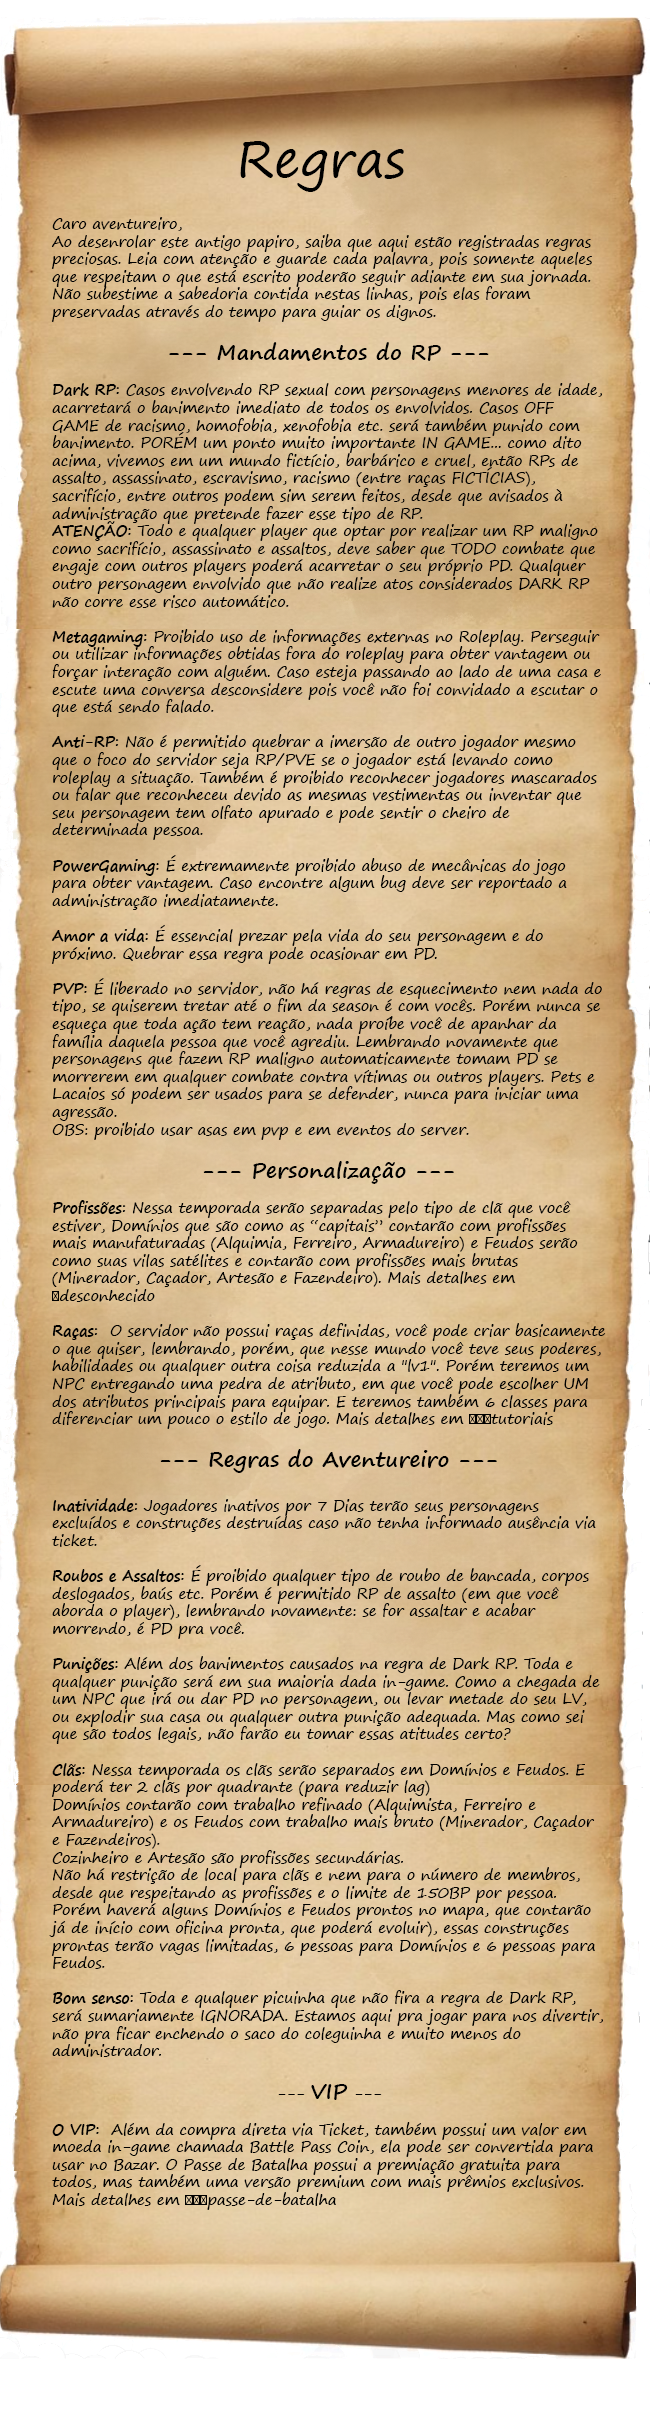 Regras
Caro aventureiro,
Ao desenrolar este antigo papiro, saiba que aqui estão registradas regras
preciosas. Leia com atenção e guarde cada palavra, pois somente aqueles
que respeitam o que está escrito poderão seguir adiante em sua jornada.
Não subestime a sabedoria contida nestas linhas, pois elas foram
preservadas através do tempo para guiar os dignos.
--- Mandamentos do RP ---
Dark RP: Casos envolvendo RP sexual com personagens menores de idade,
acarretará o banimento imediato de todos os envolvidos. Casos OFF
GAME de racismo, homofobia, xenofobia etc. será também punido com
banimento. PORÉM um ponto muito importante IN GAME... como dito
acima, vivemos em um mundo fictício, barbárico e cruel, então RPs de
assalto, assassinato, escravismo, racismo (entre raças FICTÍCIAS),
sacrifício, entre outros podem sim serem feitos, desde que avisados à
administração que pretende fazer esse tipo de RP.
ATENÇÃO: Todo e qualquer player que optar por realizar um RP maligno
como sacrifício, assassinato e assaltos, deve saber que TODO combate que
engaje com outros players poderá acarretar o seu próprio PD. Qualquer
outro personagem envolvido que não realize atos considerados DARK RP
não corre esse risco automático.
Metagaming: Proibido uso de informações externas no Roleplay. Perseguir
ou utilizar informações obtidas fora do roleplay para obter vantagem ou
forçar interação com alguém. Caso esteja passando ao lado de uma casa e
escute uma conversa desconsidere pois você não foi convidado a escutar o
que está sendo falado.
Anti-RP: Não é permitido quebrar a imersão de outro jogador mesmo
que o foco do servidor seja RP/PVE se o jogador está levando como
roleplay a situação. Também é proibido reconhecer jogadores mascarados
ou falar que reconheceu devido as mesmas vestimentas ou inventar que
seu personagem tem olfato apurado e pode sentir o cheiro de
determinada pessoa.
PowerGaming: É extremamente proibido abuso de mecânicas do jogo
para obter vantagem. Caso encontre algum bug deve ser reportado a
administração imediatamente.
Amor a vida: É essencial prezar pela vida do seu personagem e do
próximo. Quebrar essa regra pode ocasionar em PD.
PVP: É liberado no servidor, não há regras de esquecimento nem nada do
tipo, se quiserem tretar até o fim da season é com vocês. Porém nunca se
esqueça que toda ação tem reação, nada proíbe você de apanhar da
família daquela pessoa que você agrediu. Lembrando novamente que
personagens que fazem RP maligno automaticamente tomam PD se
morrerem em qualquer combate contra vítimas ou outros players. Pets e
Lacaios só podem ser usados para se defender, nunca para iniciar uma
agressão.
OBS: proibido usar asas em pvp e em eventos do server.
--- Personalização ---
Profissões: Nessa temporada serão separadas pelo tipo de clã que você
estiver, Domínios que são como as “capitais” contarão com profissões
mais manufaturadas (Alquimia, Ferreiro, Armadureiro) e Feudos serão
como suas vilas satélites e contarão com profissões mais brutas
(Minerador, Caçador, Artesão e Fazendeiro). Mais detalhes em
desconhecido
Raças:  O servidor não possui raças definidas, você pode criar basicamente
o que quiser, lembrando, porém, que nesse mundo você teve seus poderes,
habilidades ou qualquer outra coisa reduzida a "lv1". Porém teremos um
NPC entregando uma pedra de atributo, em que você pode escolher UM
dos atributos principais para equipar. E teremos também 6 classes para
diferenciar um pouco o estilo de jogo. Mais detalhes em tutoriais
--- Regras do Aventureiro ---
Inatividade: Jogadores inativos por 7 Dias terão seus personagens
excluídos e construções destruídas caso não tenha informado ausência via
ticket.
Roubos e Assaltos: É proibido qualquer tipo de roubo de bancada, corpos
deslogados, baús etc. Porém é permitido RP de assalto (em que você
aborda o player), lembrando novamente: se for assaltar e acabar
morrendo, é PD pra você.
Punições: Além dos banimentos causados na regra de Dark RP. Toda e
qualquer punição será em sua maioria dada in-game. Como a chegada de
um NPC que irá ou dar PD no personagem, ou levar metade do seu LV,
ou explodir sua casa ou qualquer outra punição adequada. Mas como sei
que são todos legais, não farão eu tomar essas atitudes certo?
Clãs: Nessa temporada os clãs serão separados em Domínios e Feudos. E
poderá ter 2 clãs por quadrante (para reduzir lag)
Domínios contarão com trabalho refinado (Alquimista, Ferreiro e
Armadureiro) e os Feudos com trabalho mais bruto (Minerador, Caçador
e Fazendeiros).
Cozinheiro e Artesão são profissões secundárias.
Não há restrição de local para clãs e nem para o número de membros,
desde que respeitando as profissões e o limite de 150BP por pessoa.
Porém haverá alguns Domínios e Feudos prontos no mapa, que contarão
já de início com oficina pronta, que poderá evoluir), essas construções
prontas terão vagas limitadas, 6 pessoas para Domínios e 6 pessoas para
Feudos.
Bom senso: Toda e qualquer picuinha que não fira a regra de Dark RP,
será sumariamente IGNORADA. Estamos aqui pra jogar para nos divertir,
não pra ficar enchendo o saco do coleguinha e muito menos do
administrador.
--- VIP ---
O VIP:  Além da compra direta via Ticket, também possui um valor em
moeda in-game chamada Battle Pass Coin, ela pode ser convertida para
usar no Bazar. O Passe de Batalha possui a premiação gratuita para
todos, mas também uma versão premium com mais prêmios exclusivos.
Mais detalhes em passe-de-batalha